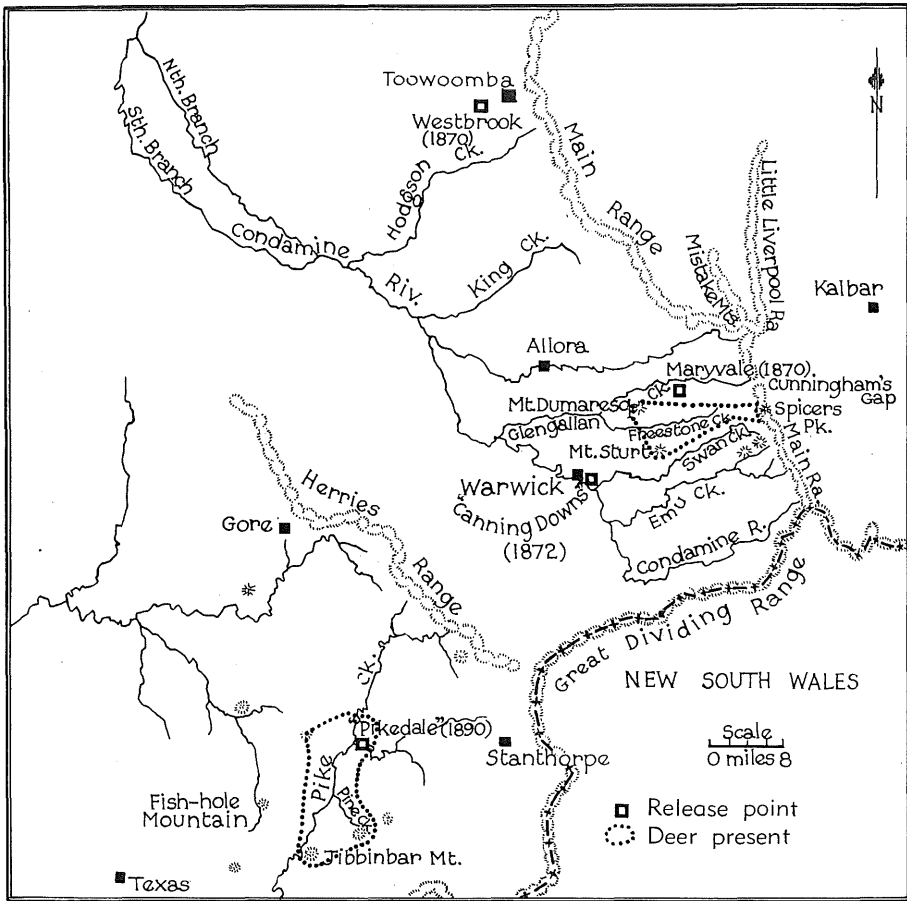 Nth. Branch
Sth. Branch
Toowoomba
Westbrook
(1870)
Hodgson Ck.
Main
Range
N
Little Liverpool Ra.
Mistake Mts.
Kalbar
Condamine
Riv.
King Ck.
Allora
Maryvale (1870).
Cunningham's
Gap
Mt. Dumaresq
Ck.
Glengallan
Spicers
Pk.
Freestone Ck.
Mt. Sturt
Swan Ck.
Main Ra.
Warwick
"Canning Downs"
(1872)
Emu Ck.
Condamine R.
Herries
Range
Gore
Great Dividing Range
NEW SOUTH WALES
Ck.
"Pikedale" (1890)
Pike
Pine Ck.
Stanthorpe
Scale
0 miles 8
Fish-hole
Mountain
Jibbinbar Mt.
Texas
Release point
Deer present